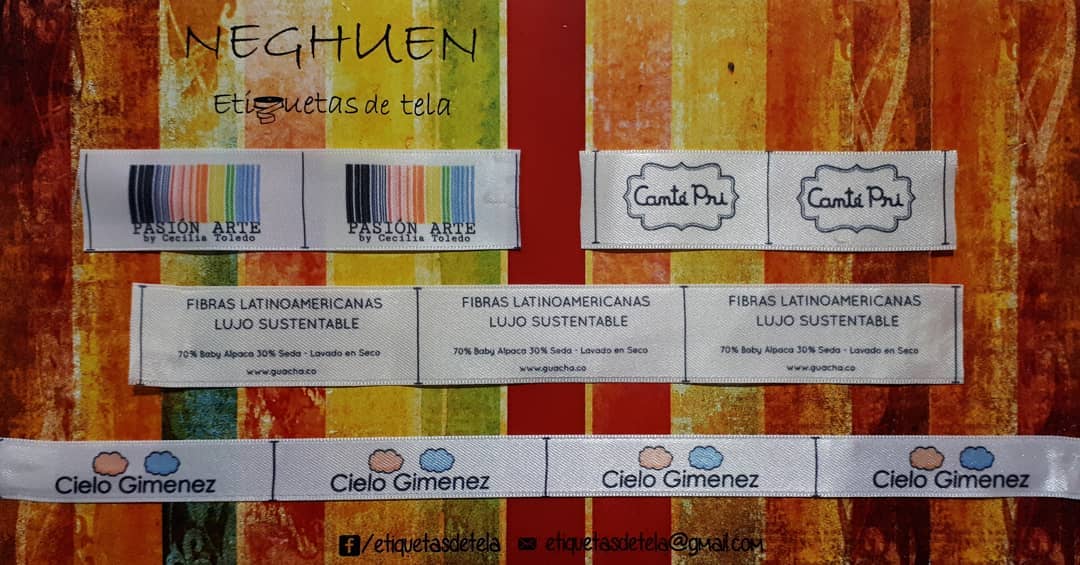 NEGHUEN
Etiquetas de tela
PASIÓN ARTE
by Cecilia Toledo
PASIÓN ARTE
by Cecilia Toledo
Canté Pri
Canté Pri
FIBRAS LATINOAMERICANAS
LUJO SUSTENTABLE
70% Baby Alpaca 30% Seda - Lavado en Seco
www.guacha.co
FIBRAS LATINOAMERICANAS
LUJO SUSTENTABLE
70% Baby Alpaca 30% Seda - Lavado en Seco
www.guacha.co
FIBRAS LATINOAMERICANAS
LUJO SUSTENTABLE
70% Baby Alpaca 30% Seda - Lavado en Seco
www.guacha.co
Cielo Gimenez
Cielo Gimenez
Cielo Gimenez
Cielo Gimenez
/etiquetasdetela etiquetasdetela@gmail.com